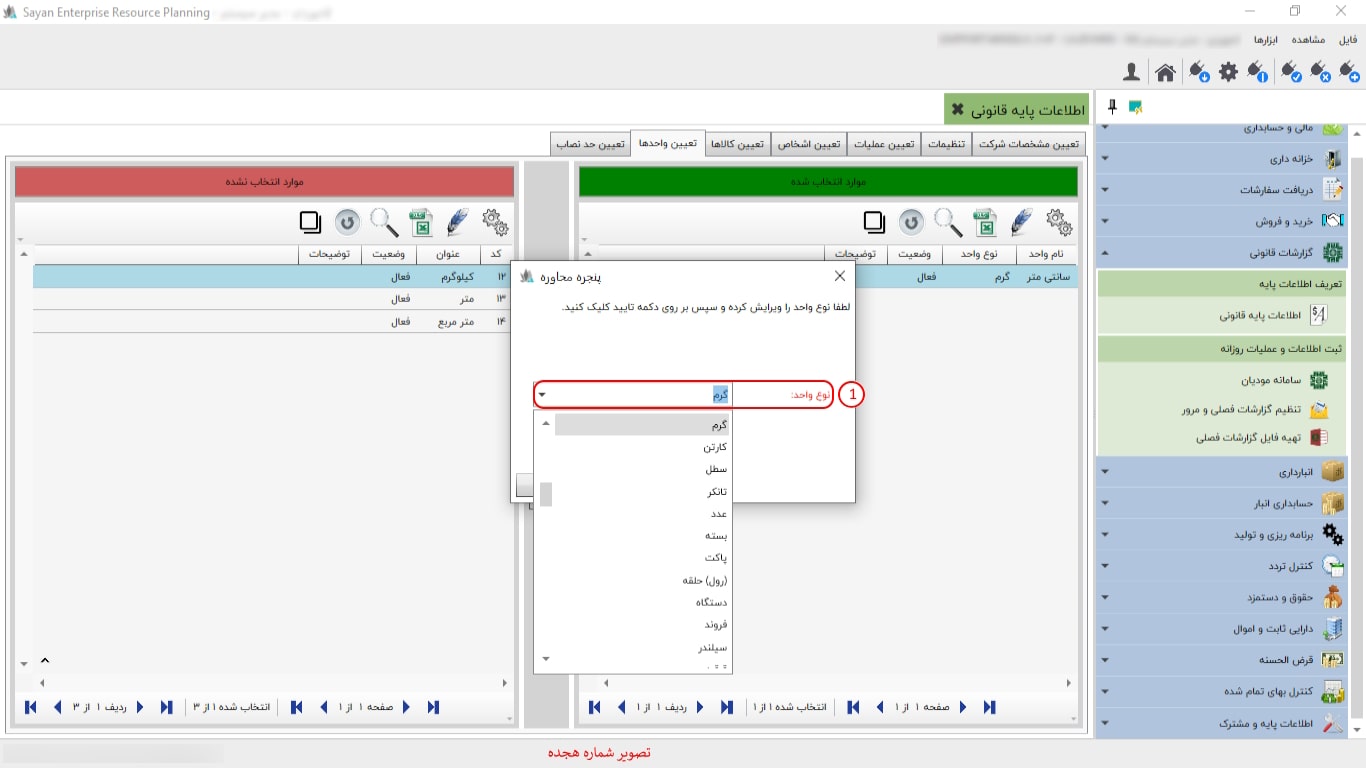 Sayan Enterprise Resource Planning
فایل مشاهده ابزارها
اطلاعات پایه قانونی
تعیین مشخصات شرکت تنظیمات تعیین عملیات تعیین اشخاص تعیین کالاها تعیین واحدها تعیین حد نصاب
مالی و حسابداری
خزانه داری
دریافت سفارشات
خرید و فروش
گزارشات قانونی
تعریف اطلاعات پایه
اطلاعات پایه قانونی
ثبت اطلاعات و عملیات روزانه
سامانه مودیان
تنظیم گزارشات فصلی و مرور
تهیه فایل گزارشات فصلی
انبارداری
حسابداری انبار
برنامه ریزی و تولید
کنترل تردد
حقوق و دستمزد
دارایی ثابت و اموال
قرض الحسنه
کنترل بهای تمام شده
اطلاعات پایه و مشترک
موارد انتخاب شده
نام واحد نوع واحد وضعیت توضیحات
سانتی متر گرم فعال
ردیف ۱ از ۱ انتخاب شده ۱ از ۱ صفحه ۱ از ۱
موارد انتخاب نشده
کد عنوان وضعیت توضیحات
۱۲ کیلوگرم فعال
۱۳ متر فعال
۱۴ متر مربع فعال
ردیف ۱ از ۳ انتخاب شده ۱ از ۳ صفحه ۱ از ۱
پنجره محاوره
لطفا نوع واحد را ویرایش کرده و سپس بر روی دکمه تایید کلیک کنید.
نوع واحد: گرم
1
گرم
کارتن
سطل
تانکر
عدد
بسته
پاکت
(رول) حلقه
دستگاه
فروند
سیلندر
تصویر شماره هجده